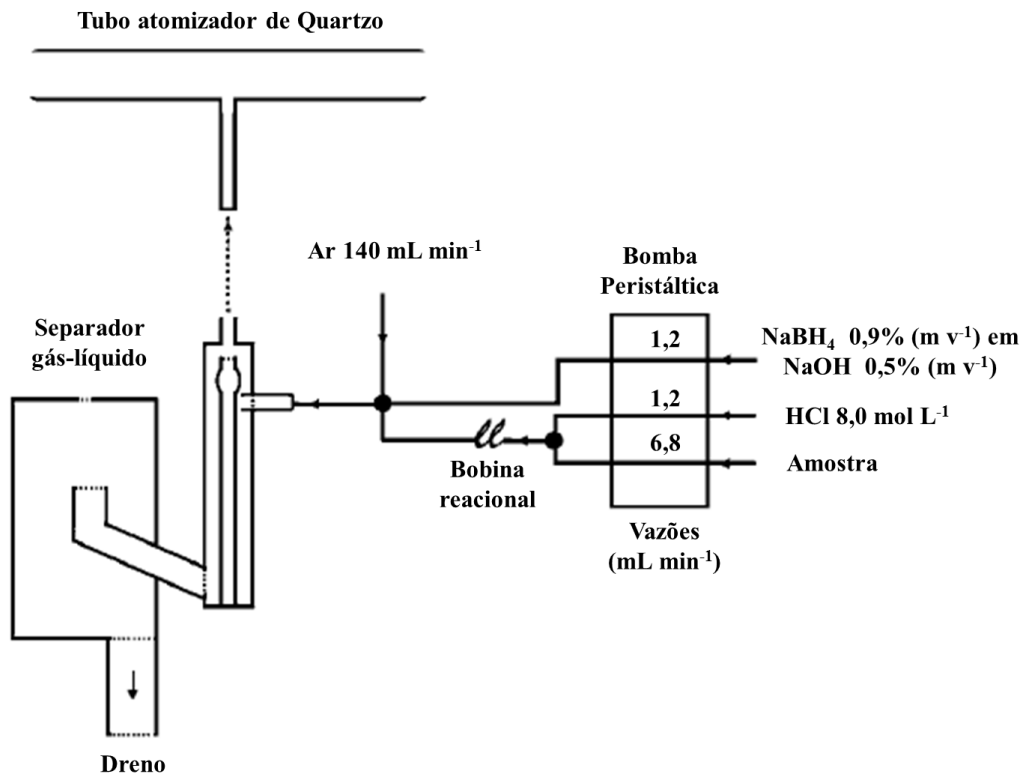 Tubo atomizador de Quartzo
Ar 140 mL min⁻¹
Bomba
Peristáltica
Separador
gás-líquido
1,2
NaBH₄ 0,9% (m v⁻¹) em
NaOH 0,5% (m v⁻¹)
1,2
HCl 8,0 mol L⁻¹
6,8
Amostra
Bobina
reacional
Vazões
(mL min⁻¹)
Dreno